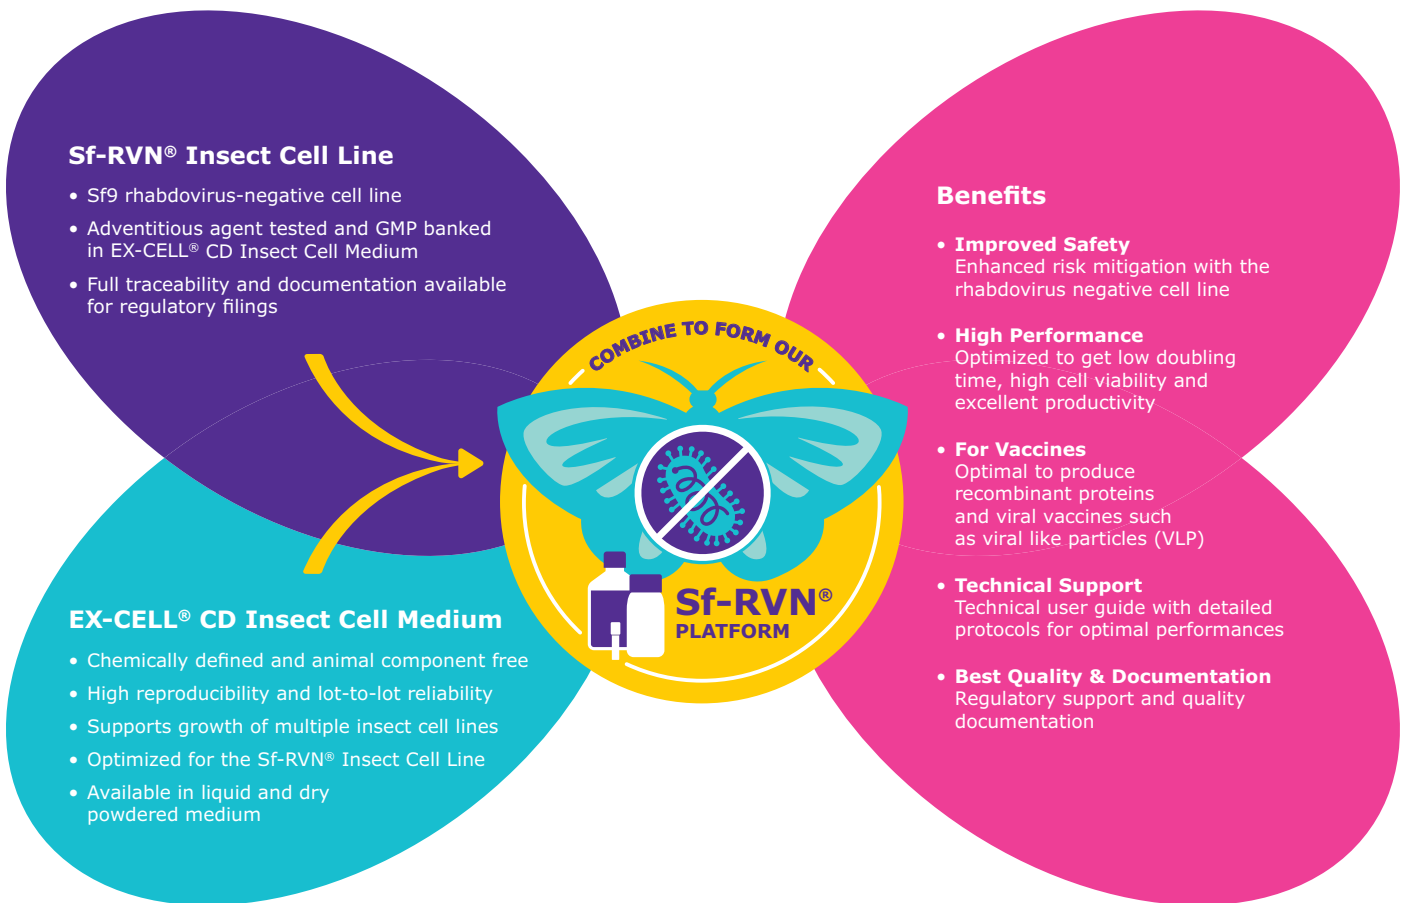 Sf-RVN® Insect Cell Line
• Sf9 rhabdovirus-negative cell line
• Adventitious agent tested and GMP banked
in EX-CELL® CD Insect Cell Medium
• Full traceability and documentation available
for regulatory filings
EX-CELL® CD Insect Cell Medium
• Chemically defined and animal component free
• High reproducibility and lot-to-lot reliability
• Supports growth of multiple insect cell lines
• Optimized for the Sf-RVN® Insect Cell Line
• Available in liquid and dry
powdered medium
COMBINE TO FORM OUR
Sf-RVN®
PLATFORM
Benefits
• Improved Safety
Enhanced risk mitigation with the
rhabdovirus negative cell line
• High Performance
Optimized to get low doubling
time, high cell viability and
excellent productivity
• For Vaccines
Optimal to produce
recombinant proteins
and viral vaccines such
as viral like particles (VLP)
• Technical Support
Technical user guide with detailed
protocols for optimal performances
• Best Quality & Documentation
Regulatory support and quality
documentation